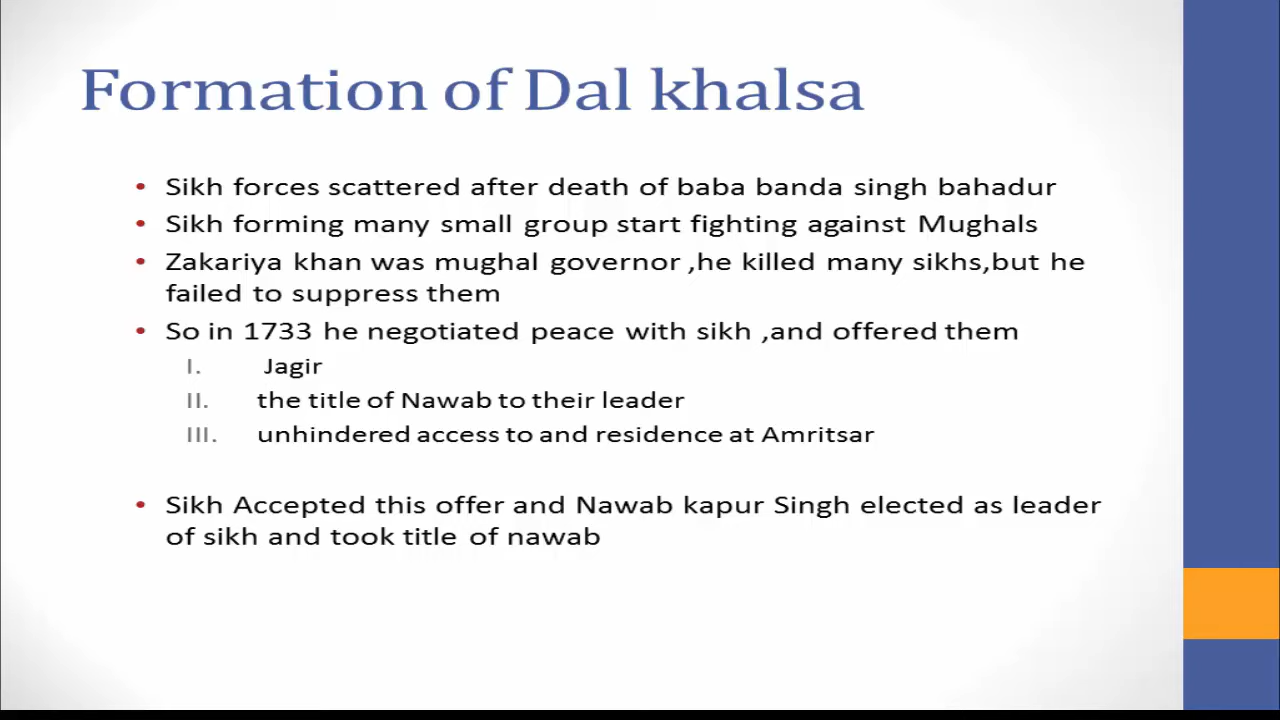 Formation of Dal khalsa
• Sikh forces scattered after death of baba banda singh bahadur
• Sikh forming many small group start fighting against Mughals
• Zakariya khan was mughal governor ,he killed many sikhs,but he
failed to suppress them
• So in 1733 he negotiated peace with sikh ,and offered them
I. Jagir
II. the title of Nawab to their leader
III. unhindered access to and residence at Amritsar
• Sikh Accepted this offer and Nawab kapur Singh elected as leader
of sikh and took title of nawab